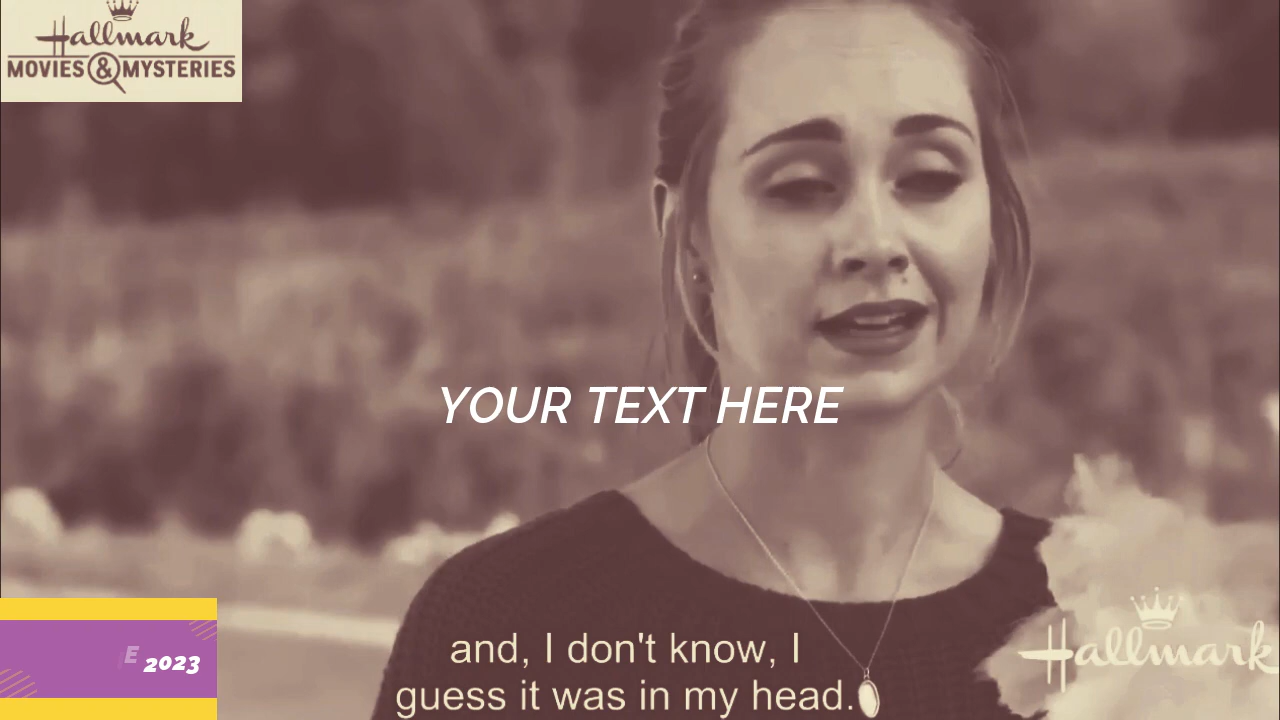 Hallmark
MOVIES & MYSTERIES
YOUR TEXT HERE
E 2023
and, I don't know, I
guess it was in my head.
Hallmark